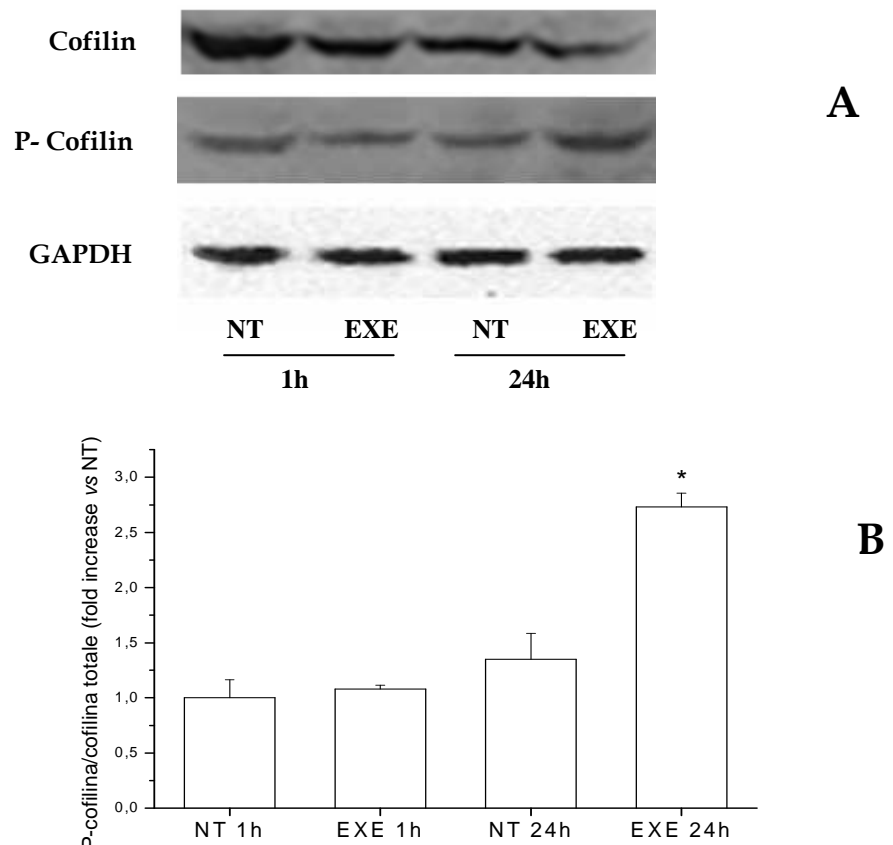 Cofilin
A
P- Cofilin
GAPDH
NT EXE NT EXE
1h 24h
P-cofilina/cofilina totale (fold increase vs NT)
3,0
2,5
2,0
1,5
1,0
0,5
0,0
*
B
NT 1h EXE 1h NT 24h EXE 24h